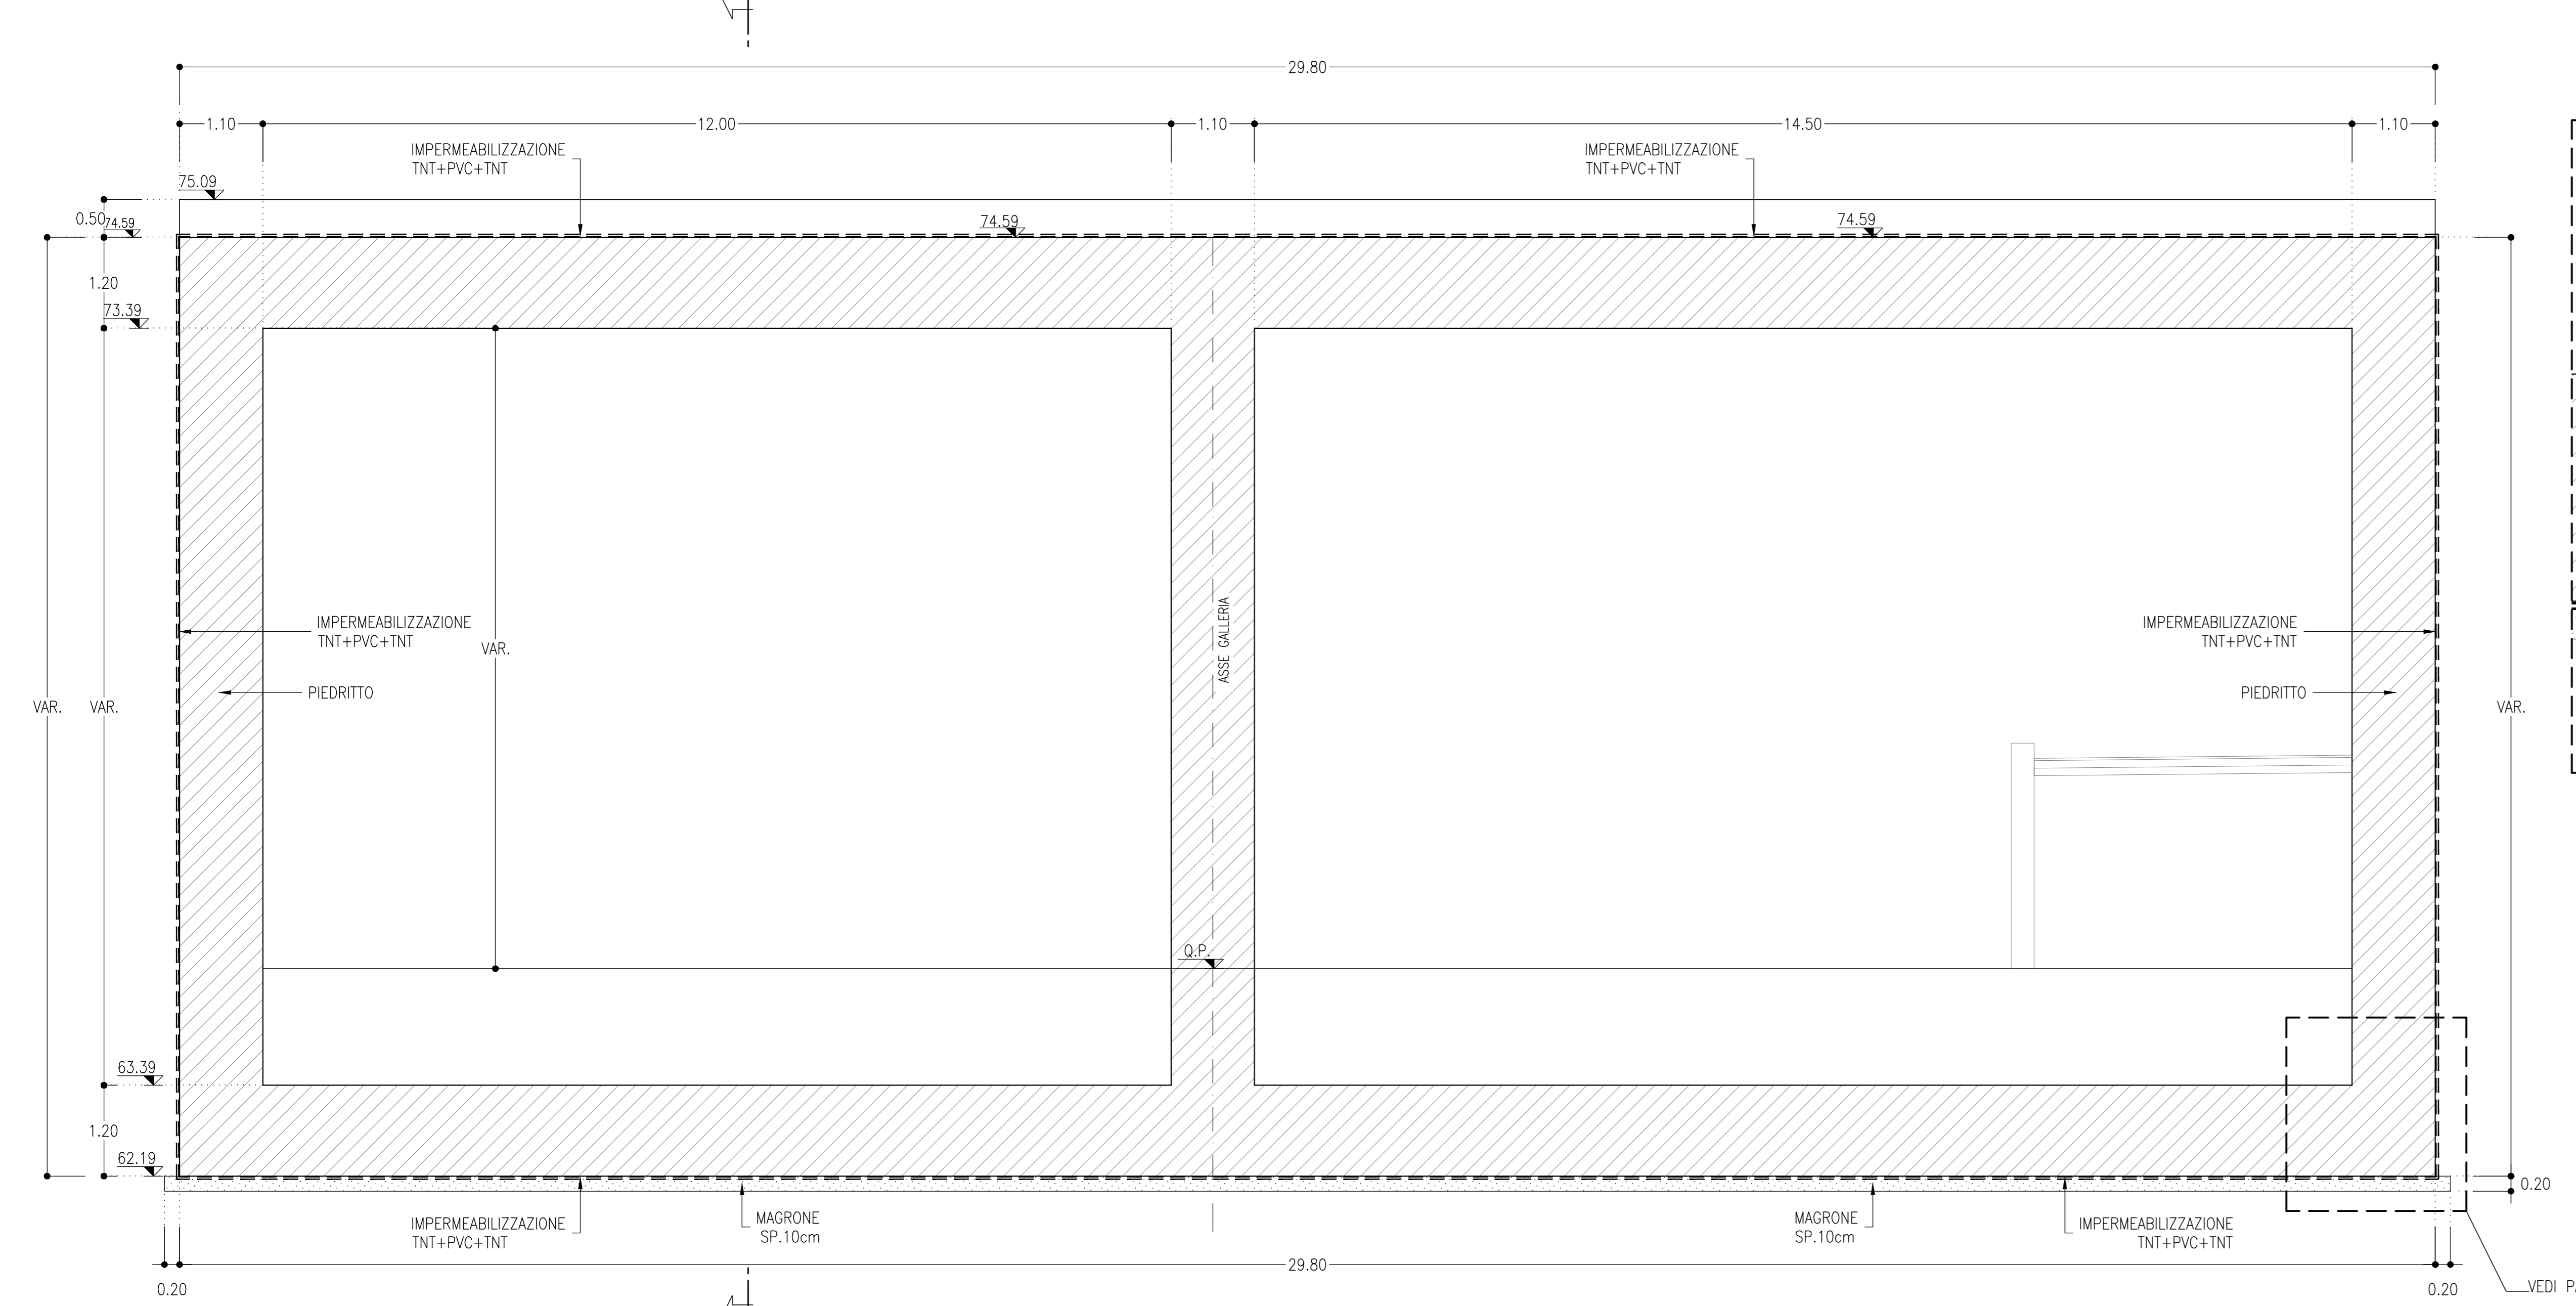 29.80
1.10
12.00
1.10
14.50
1.10
IMPERMEABILIZZAZIONE
TNT+PVC+TNT
IMPERMEABILIZZAZIONE
TNT+PVC+TNT
75.09
0.50
74.59
74.59
74.59
1.20
73.39
IMPERMEABILIZZAZIONE
TNT+PVC+TNT
VAR.
ASSE GALLERIA
IMPERMEABILIZZAZIONE
TNT+PVC+TNT
PIEDRITTO
PIEDRITTO
VAR.
VAR.
VAR.
Q.P.
63.39
1.20
62.19
0.20
IMPERMEABILIZZAZIONE
TNT+PVC+TNT
MAGRONE
SP.10cm
MAGRONE
SP.10cm
IMPERMEABILIZZAZIONE
TNT+PVC+TNT
29.80
0.20
0.20
VEDI